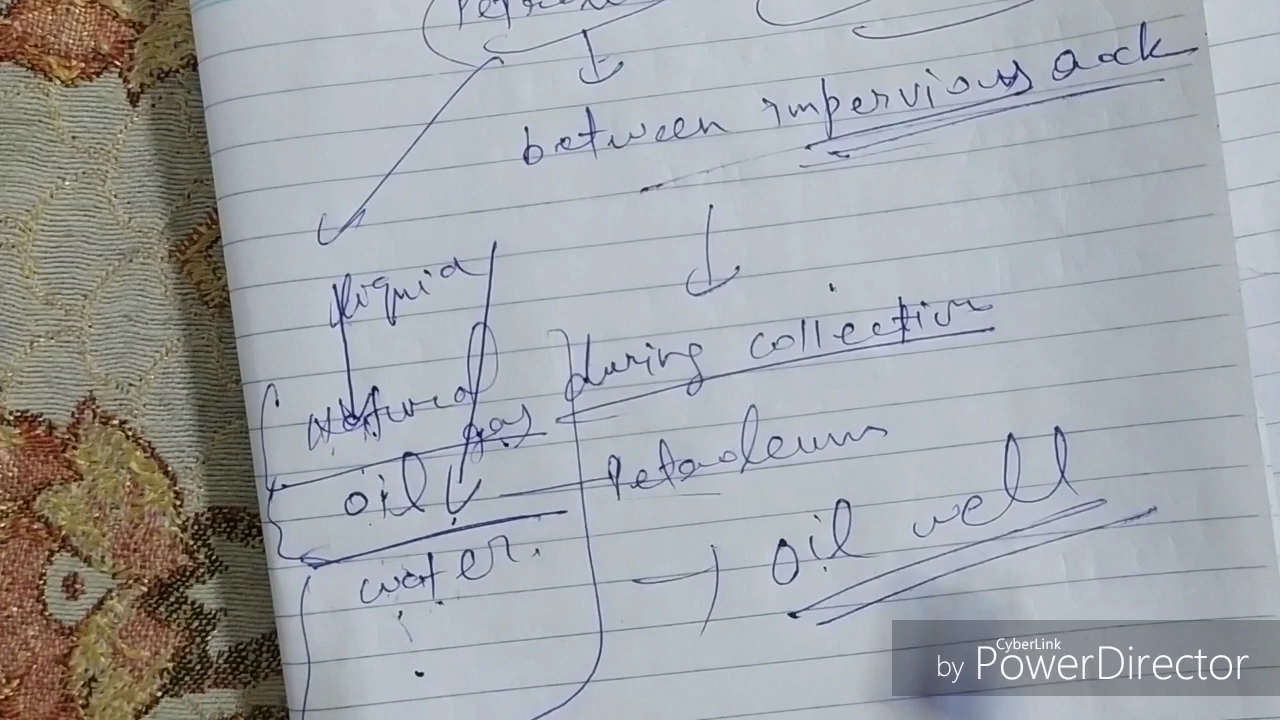 between impervious rock
liquid
during collection
natural gas
oil
Petroleum
water.
oil well
CyberLink
by PowerDirector